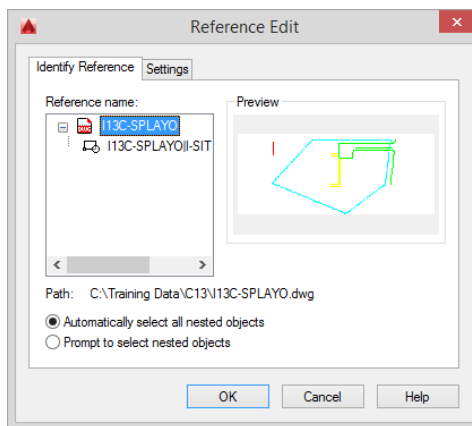 Reference Edit
Identify Reference
Settings
Reference name:
Preview
I13C-SPLAYO
I13C-SPLAYO|I-SIT
Path: C:\Training Data\C13\I13C-SPLAYO.dwg
Automatically select all nested objects
Prompt to select nested objects
OK
Cancel
Help